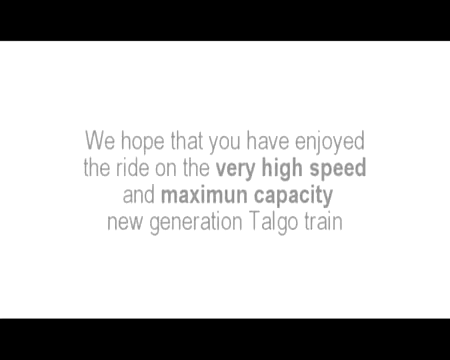 We hope that you have enjoyed
the ride on the very high speed
and maximun capacity
new generation Talgo train